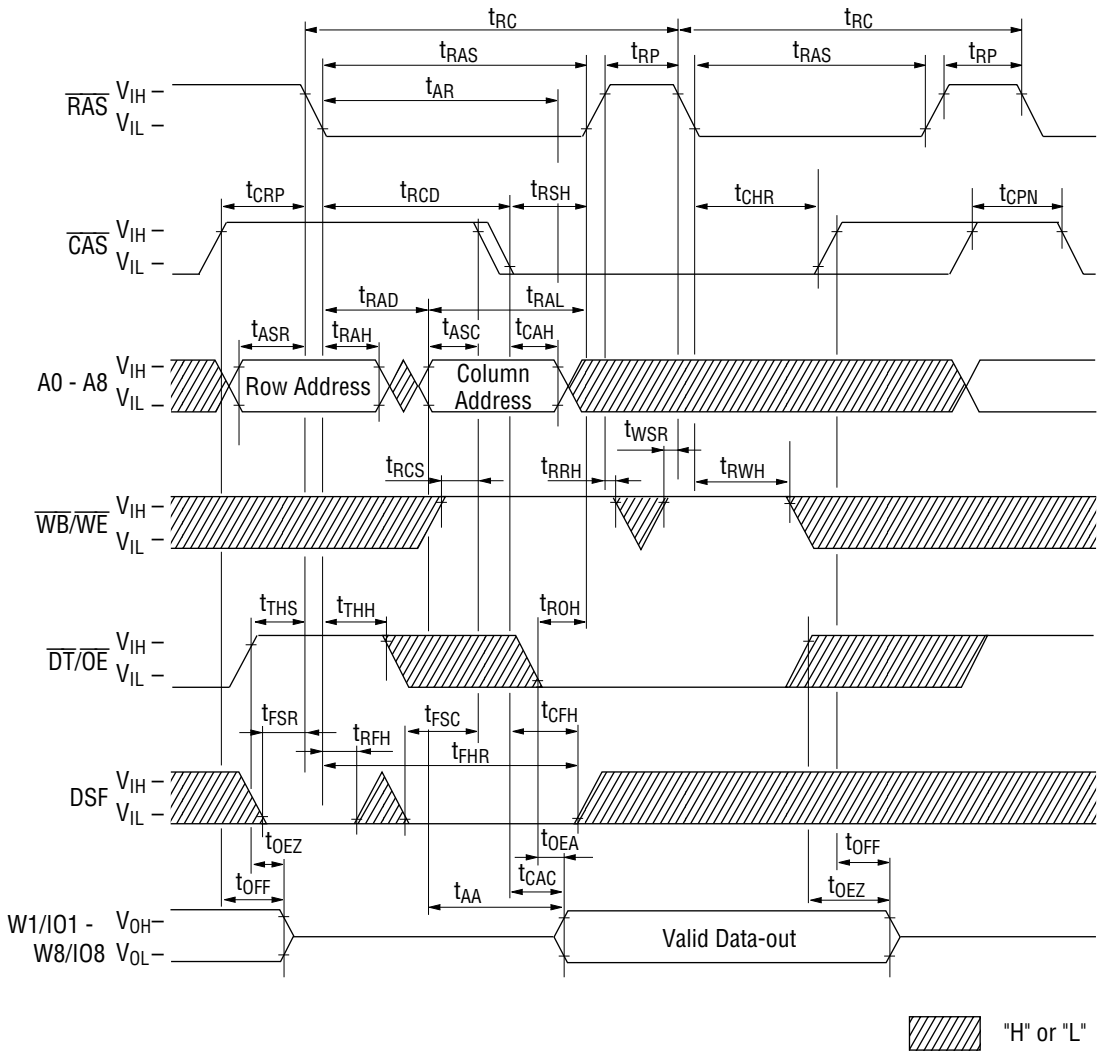 tRC tRC
tRAS tRP tRAS tRP
tAR
RAS VIH
VIL
tCRP tRCD tRSH tCHR tCPN
CAS VIH
VIL
tRAD tRAL
tASR tRAH tASC tCAH
A0 - A8 VIH
VIL
Row Address
Column
Address
tWSR
tRCS tRRH tRWH
WB/WE VIH
VIL
tTHS tTHH tROH
DT/OE VIH
VIL
tFSR tRFH tFSC tCFH
tFHR
DSF VIH
VIL
tOEZ tOEA tOFF
tOFF tAA tCAC tOEZ
W1/IO1 - VOH
W8/IO8 VOL
Valid Data-out
"H" or "L"